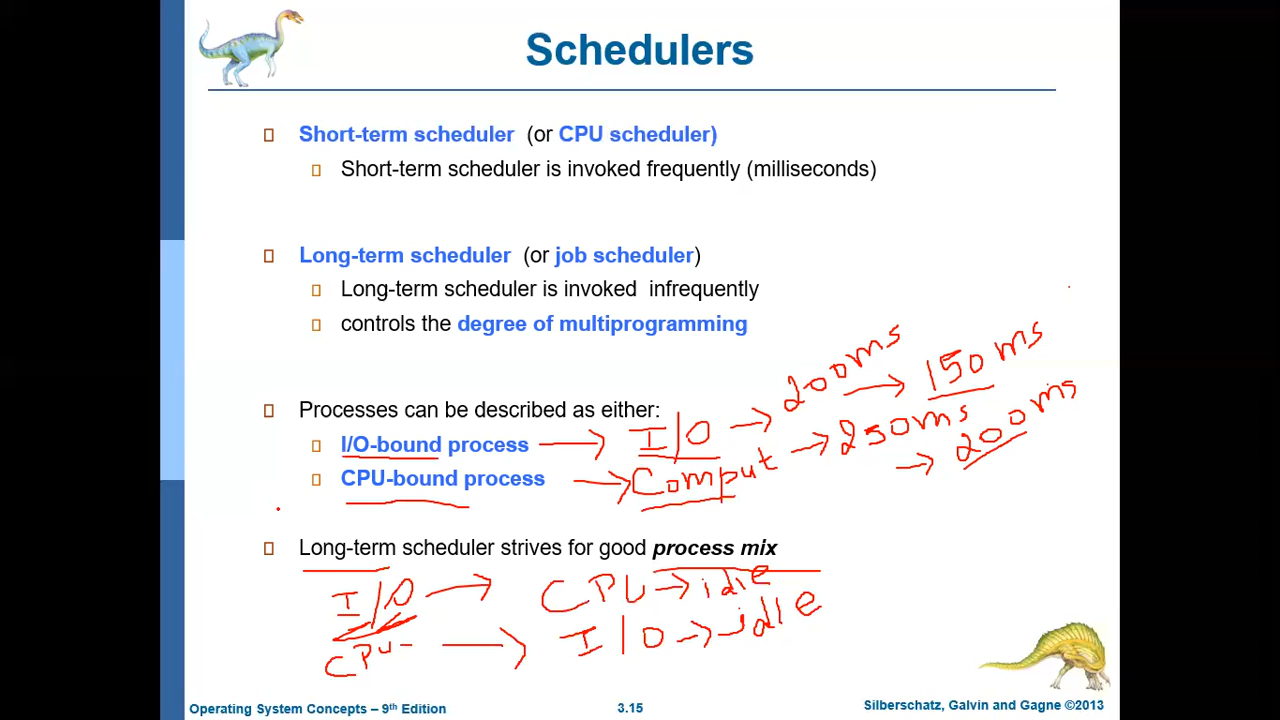 Schedulers
Short-term scheduler (or CPU scheduler)
Short-term scheduler is invoked frequently (milliseconds)
Long-term scheduler (or job scheduler)
Long-term scheduler is invoked infrequently
controls the degree of multiprogramming
Processes can be described as either:
I/O-bound process → I/O → 200ms → 150ms
CPU-bound process → Comput → 250ms → 200ms
Long-term scheduler strives for good process mix
I/O → CPU → idle
CPU- → I/O → idle
Operating System Concepts – 9th Edition
3.15
Silberschatz, Galvin and Gagne ©2013